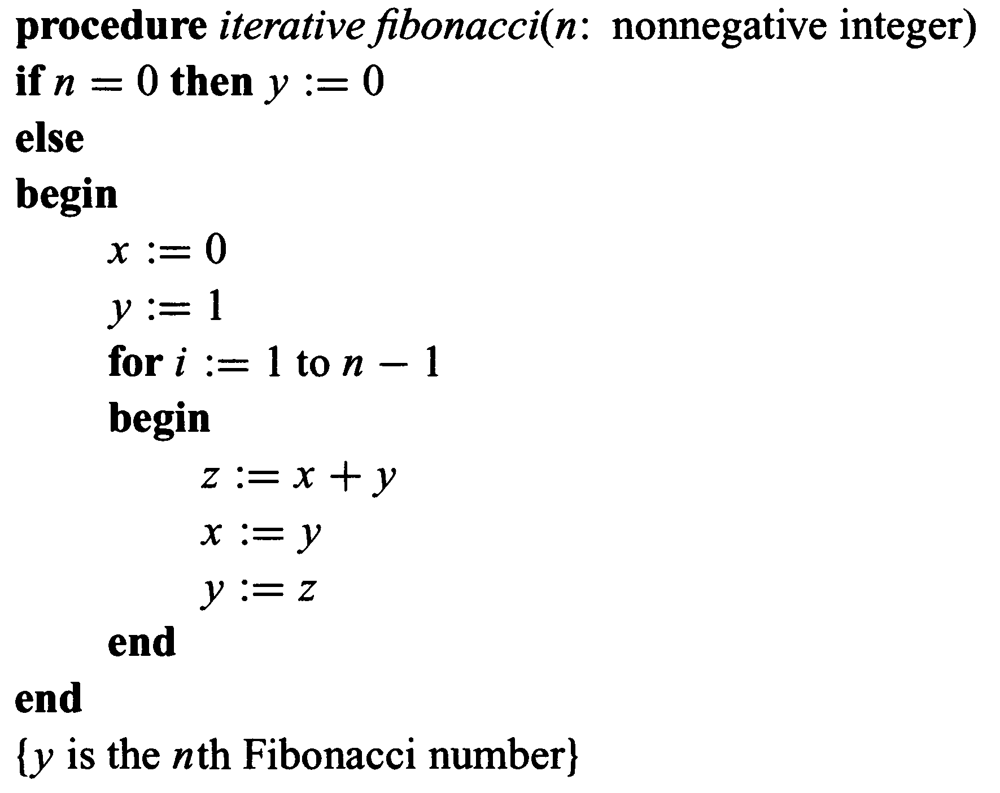 procedure iterative fibonacci(n: nonnegative integer)
if n = 0 then y := 0
else
begin
x := 0
y := 1
for i := 1 to n − 1
begin
z := x + y
x := y
y := z
end
end
{y is the nth Fibonacci number}